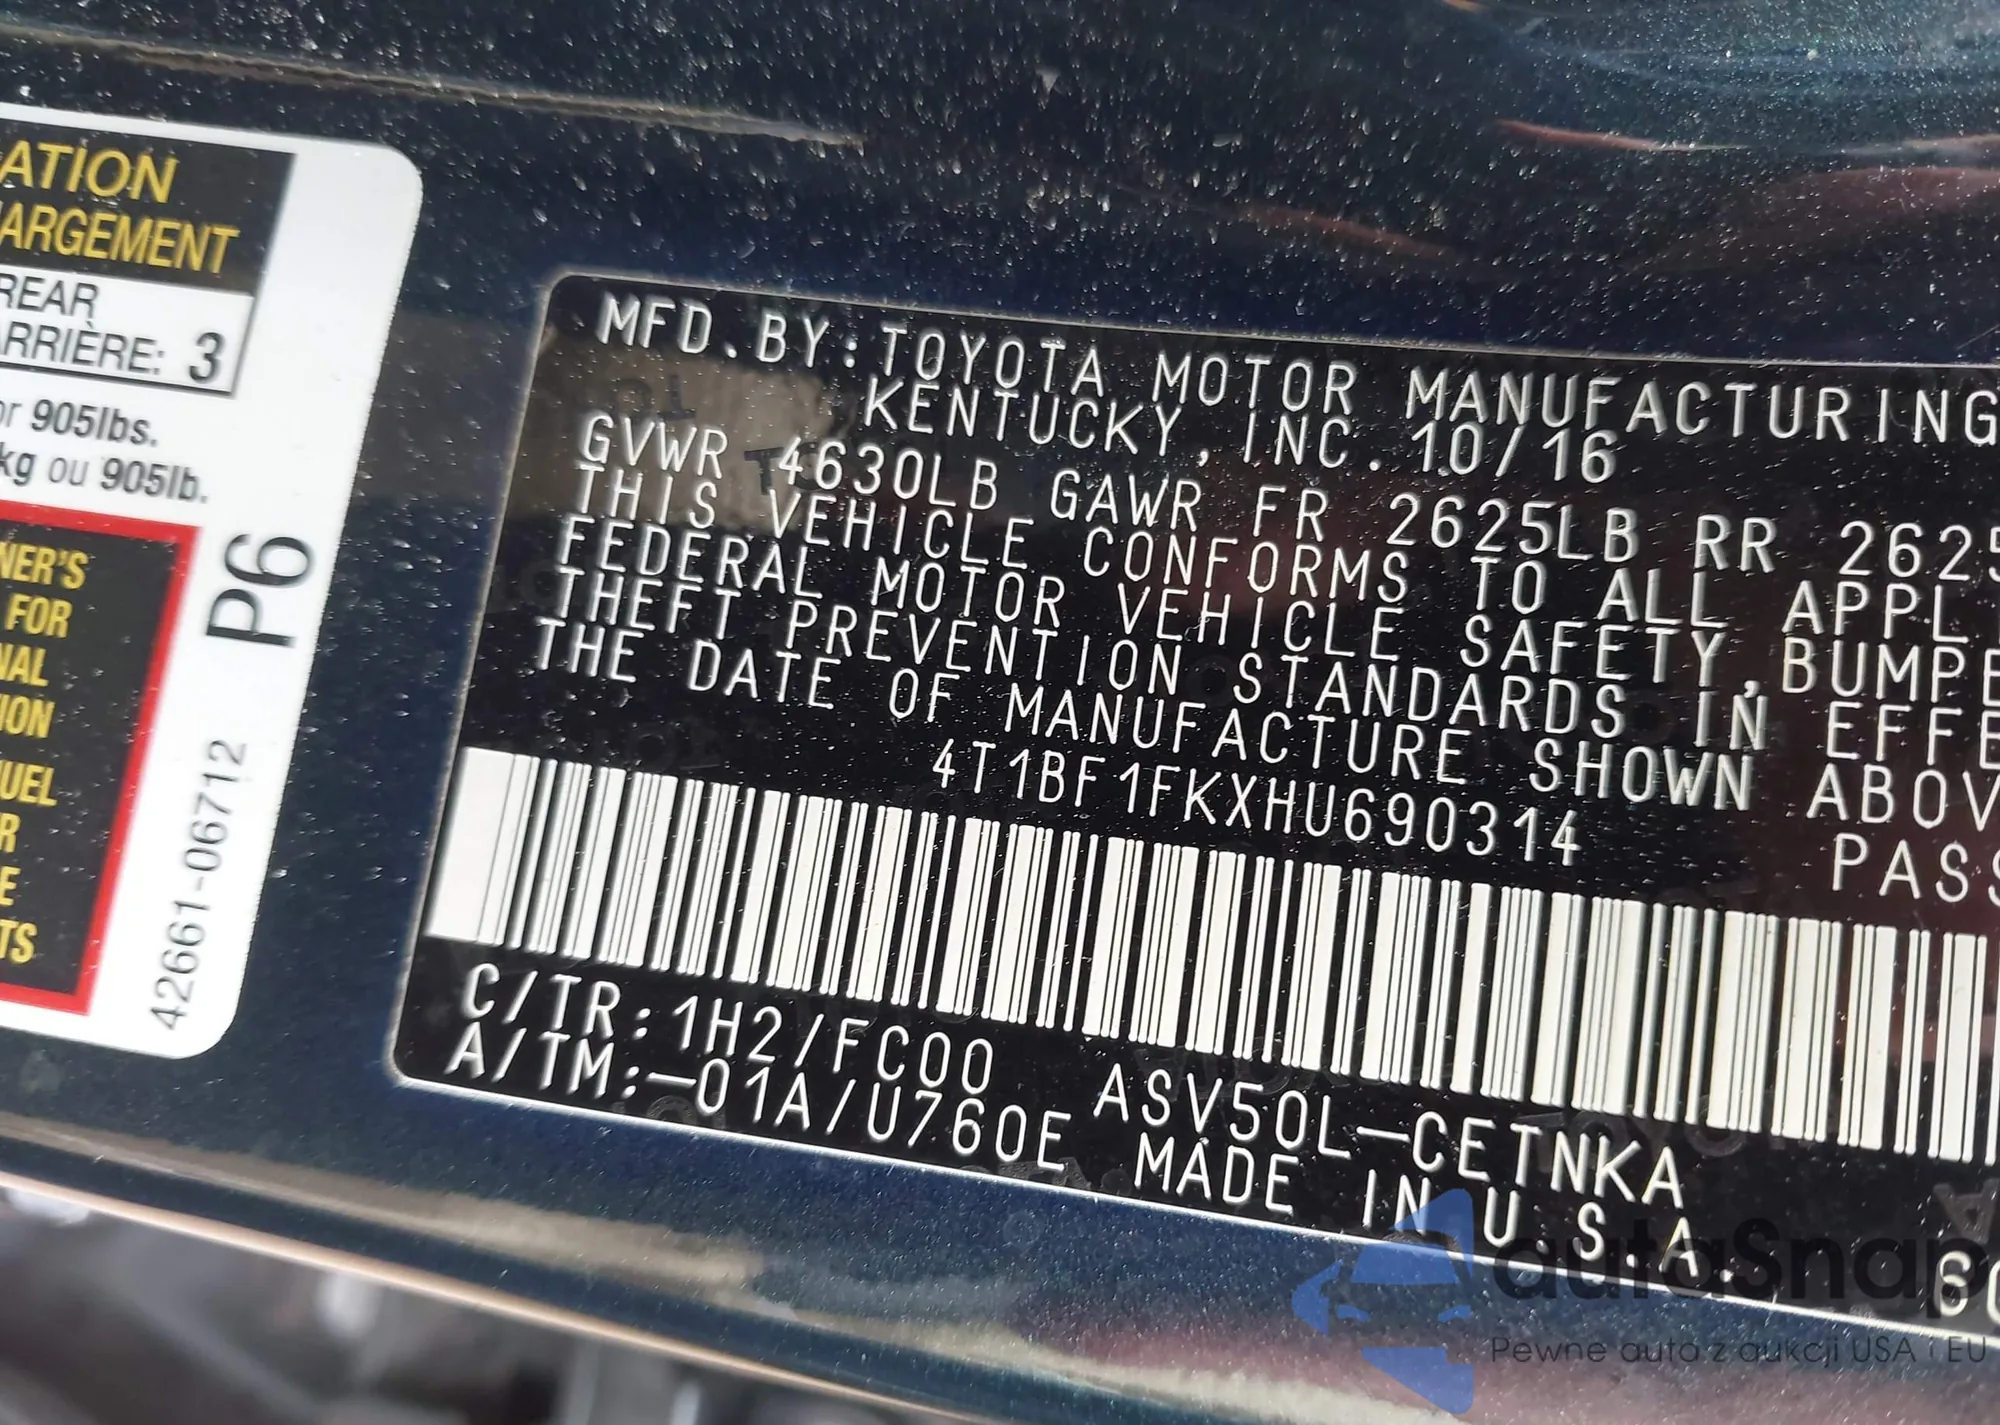 ATION
ARGEMENT
REAR
ARRIÈRE: 3
or 905lbs.
kg ou 905lb.
NER'S
FOR
NAL
ION
UEL
R
E
TS
P6
42661-06712
MFD.BY:TOYOTA MOTOR MANUFACTURING
KENTUCKY, INC. 10/16
GVWR 4630LB GAWR FR 2625LB RR 2625
THIS VEHICLE CONFORMS TO ALL APPLI
FEDERAL MOTOR VEHICLE SAFETY,BUMPE
THEFT PREVENTION STANDARDS IN EFFE
THE DATE OF MANUFACTURE SHOWN ABOV
4T1BF1FKXHU690314 PASS
C/TR:1H2/FC00 ASV50L-CETNKA
A/TM:-01A/U760E MADE IN U.S.A.
60
autaSnap
Pewne auta z aukcji USA i EU